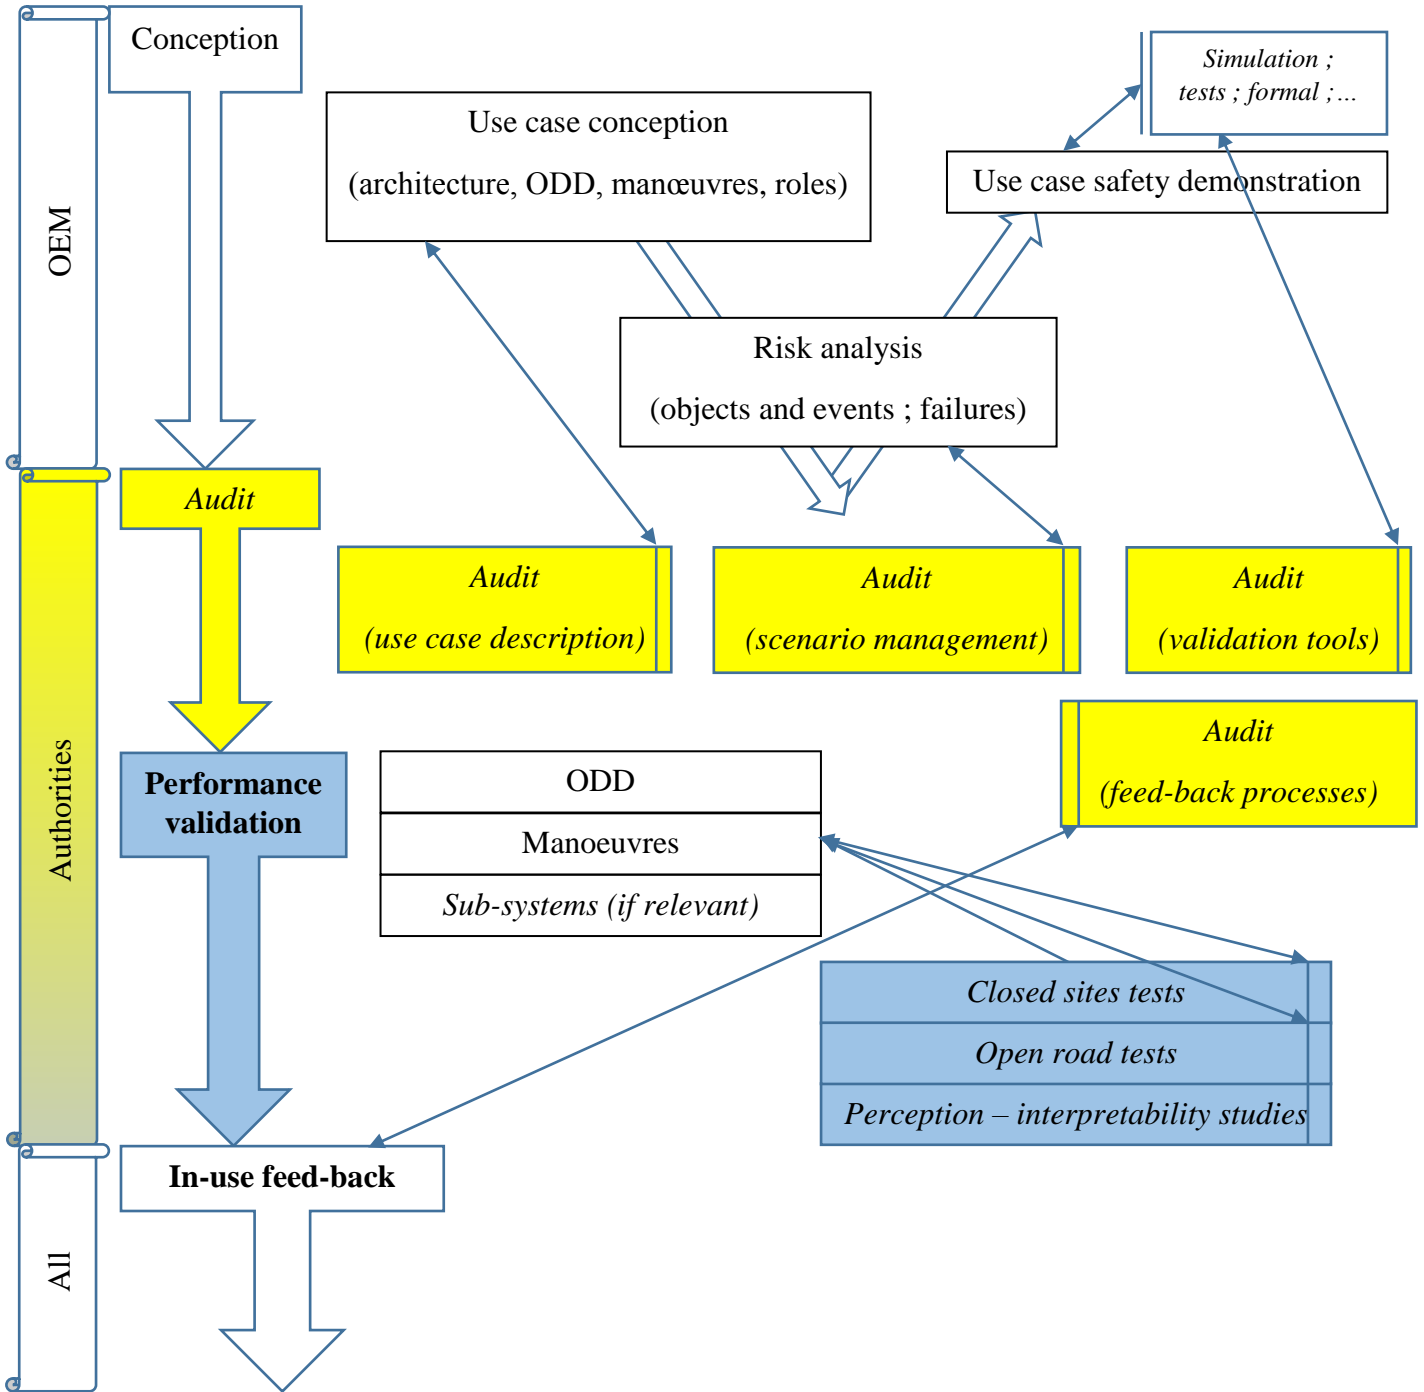 Conception
Simulation ;
tests ; formal ;…
Use case conception
(architecture, ODD, manœuvres, roles)
Use case safety demonstration
OEM
Risk analysis
(objects and events ; failures)
Audit
Audit
(use case description)
Audit
(scenario management)
Audit
(validation tools)
Audit
(feed-back processes)
Authorities
Performance
validation
ODD
Manoeuvres
Sub-systems (if relevant)
Closed sites tests
Open road tests
Perception – interpretability studies
In-use feed-back
All